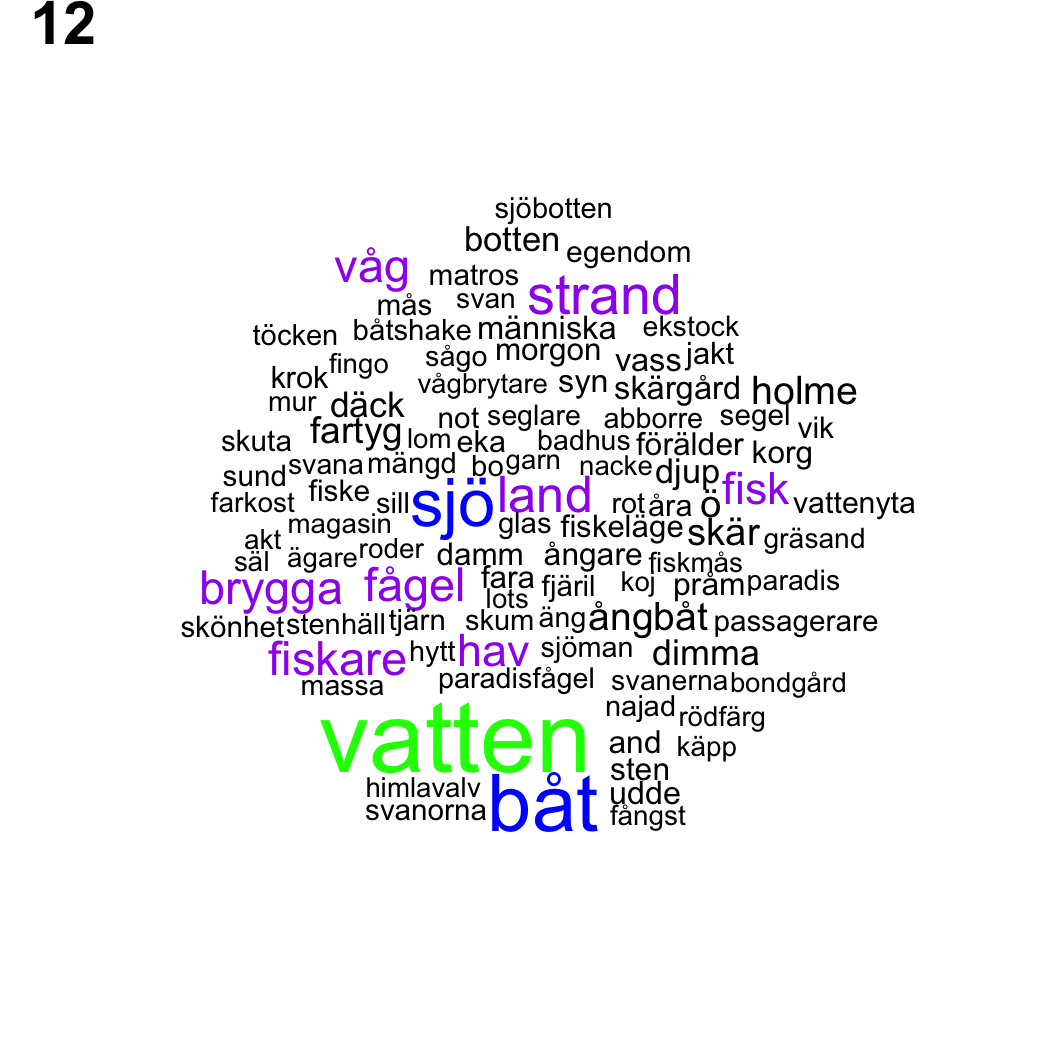 12
sjöbotten
botten egendom
våg matros strand
mås svan
töcken båtshake människa ekstock
fingo sågo morgon vass jakt
krok vågbrytare syn skärgård holme
mur däck not seglare abborre segel vik
skuta fartyg lom eka badhus förälder korg
sund svana mängd bo garn nacke djup fisk
farkost fiske sill sjö land rot åra ö vattenyta
magasin glas fiskeläge skär gräsand
akt
säl ägare roder damm ångare fiskmås
brygga fågel fara fjäril koj pråm paradis
lots
skönhet stenhäll tjärn skum äng ångbåt passagerare
fiskare hytt hav sjöman dimma
massa paradisfågel svanerna bondgård
najad rödfärg
vatten and käpp
sten
himlavalv båt udde
svanorna fångst